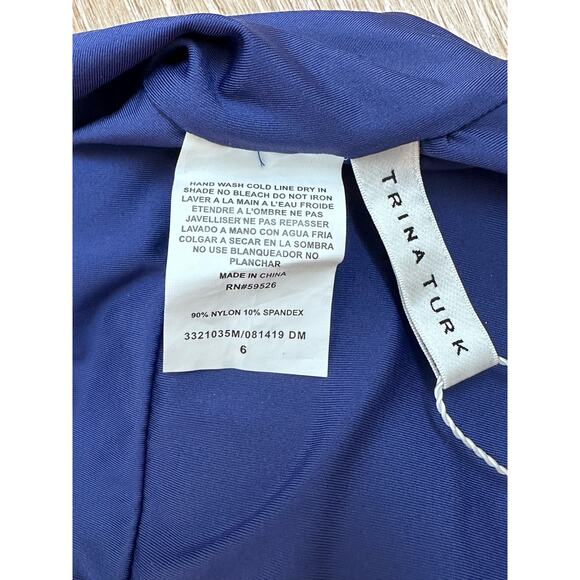 HAND WASH COLD LINE DRY IN
SHADE NO BLEACH DO NOT IRON
LAVER A LA MAIN A L'EAU FROIDE
ETENDRE A L'OMBRE NE PAS
JAVELLISER NE PAS REPASSER
LAVADO A MANO CON AGUA FRIA
COLGAR A SECAR EN LA SOMBRA
NO USE BLANQUEADOR NO
PLANCHAR
MADE IN CHINA
RN#59526
90% NYLON 10% SPANDEX
3321035M/081419 DM
6
TRINA TURK